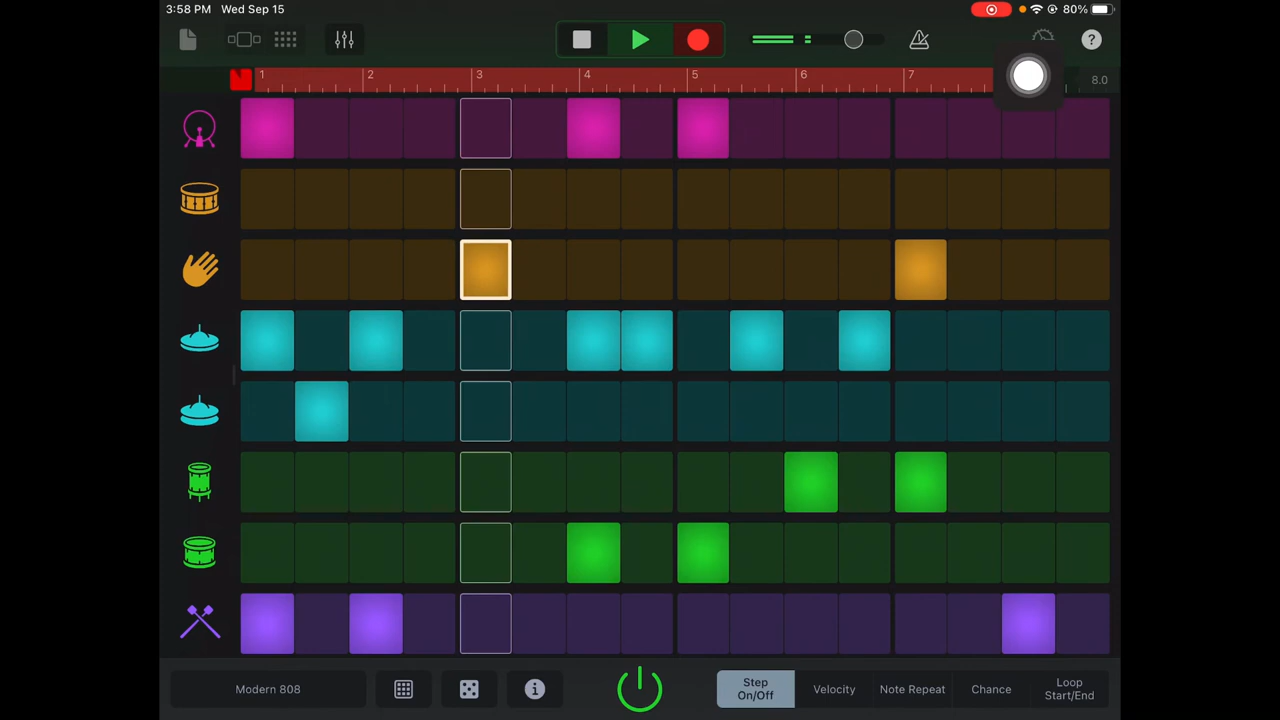 3:58 PM Wed Sep 15
80%
?
1 2 3 4 5 6 7 8.0
Modern 808
Step On/Off
Velocity
Note Repeat
Chance
Loop Start/End